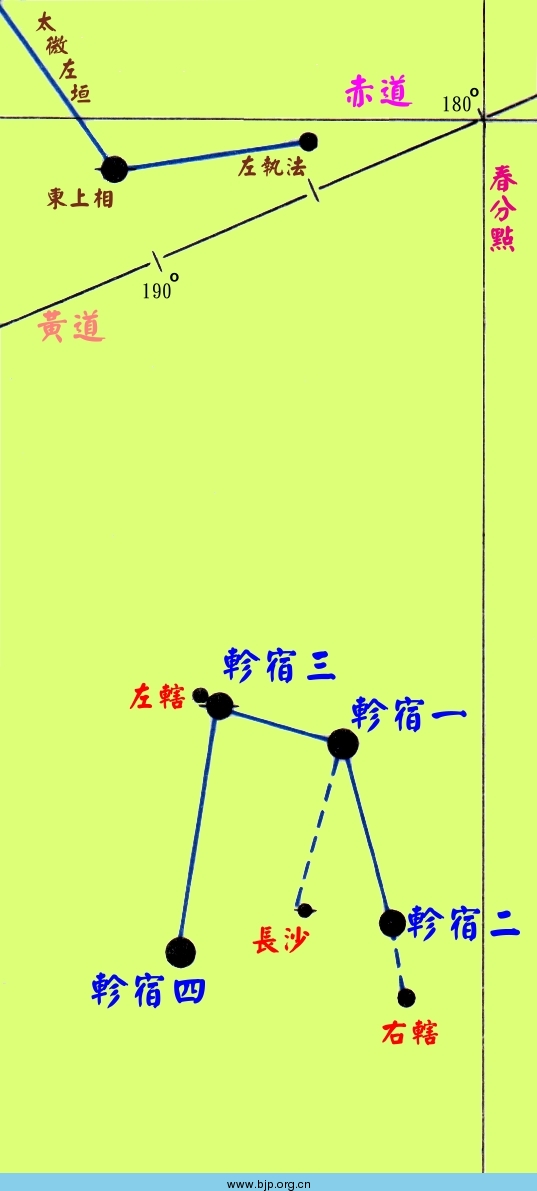 太微左垣
赤道
180°
左執法
東上相
春分點
190°
黃道
軫宿三
左轄
軫宿一
軫宿二
長沙
軫宿四
右轄
www.bjp.org.cn